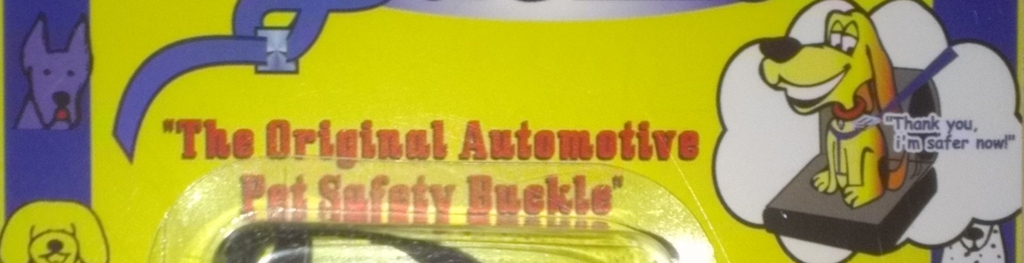 "The Original Automotive
Pet Safety Buckle"
"Thank you,
i'm safer now!"